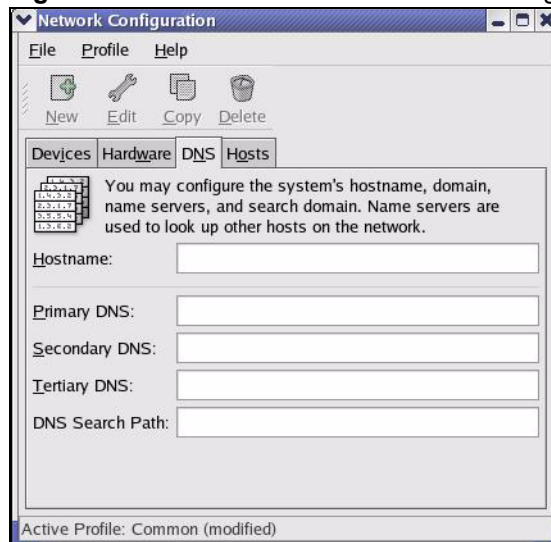 Network Configuration
File Profile Help
New Edit Copy Delete
Devices Hardware DNS Hosts
You may configure the system's hostname, domain,
name servers, and search domain. Name servers are
used to look up other hosts on the network.
Hostname:
Primary DNS:
Secondary DNS:
Tertiary DNS:
DNS Search Path:
Active Profile: Common (modified)